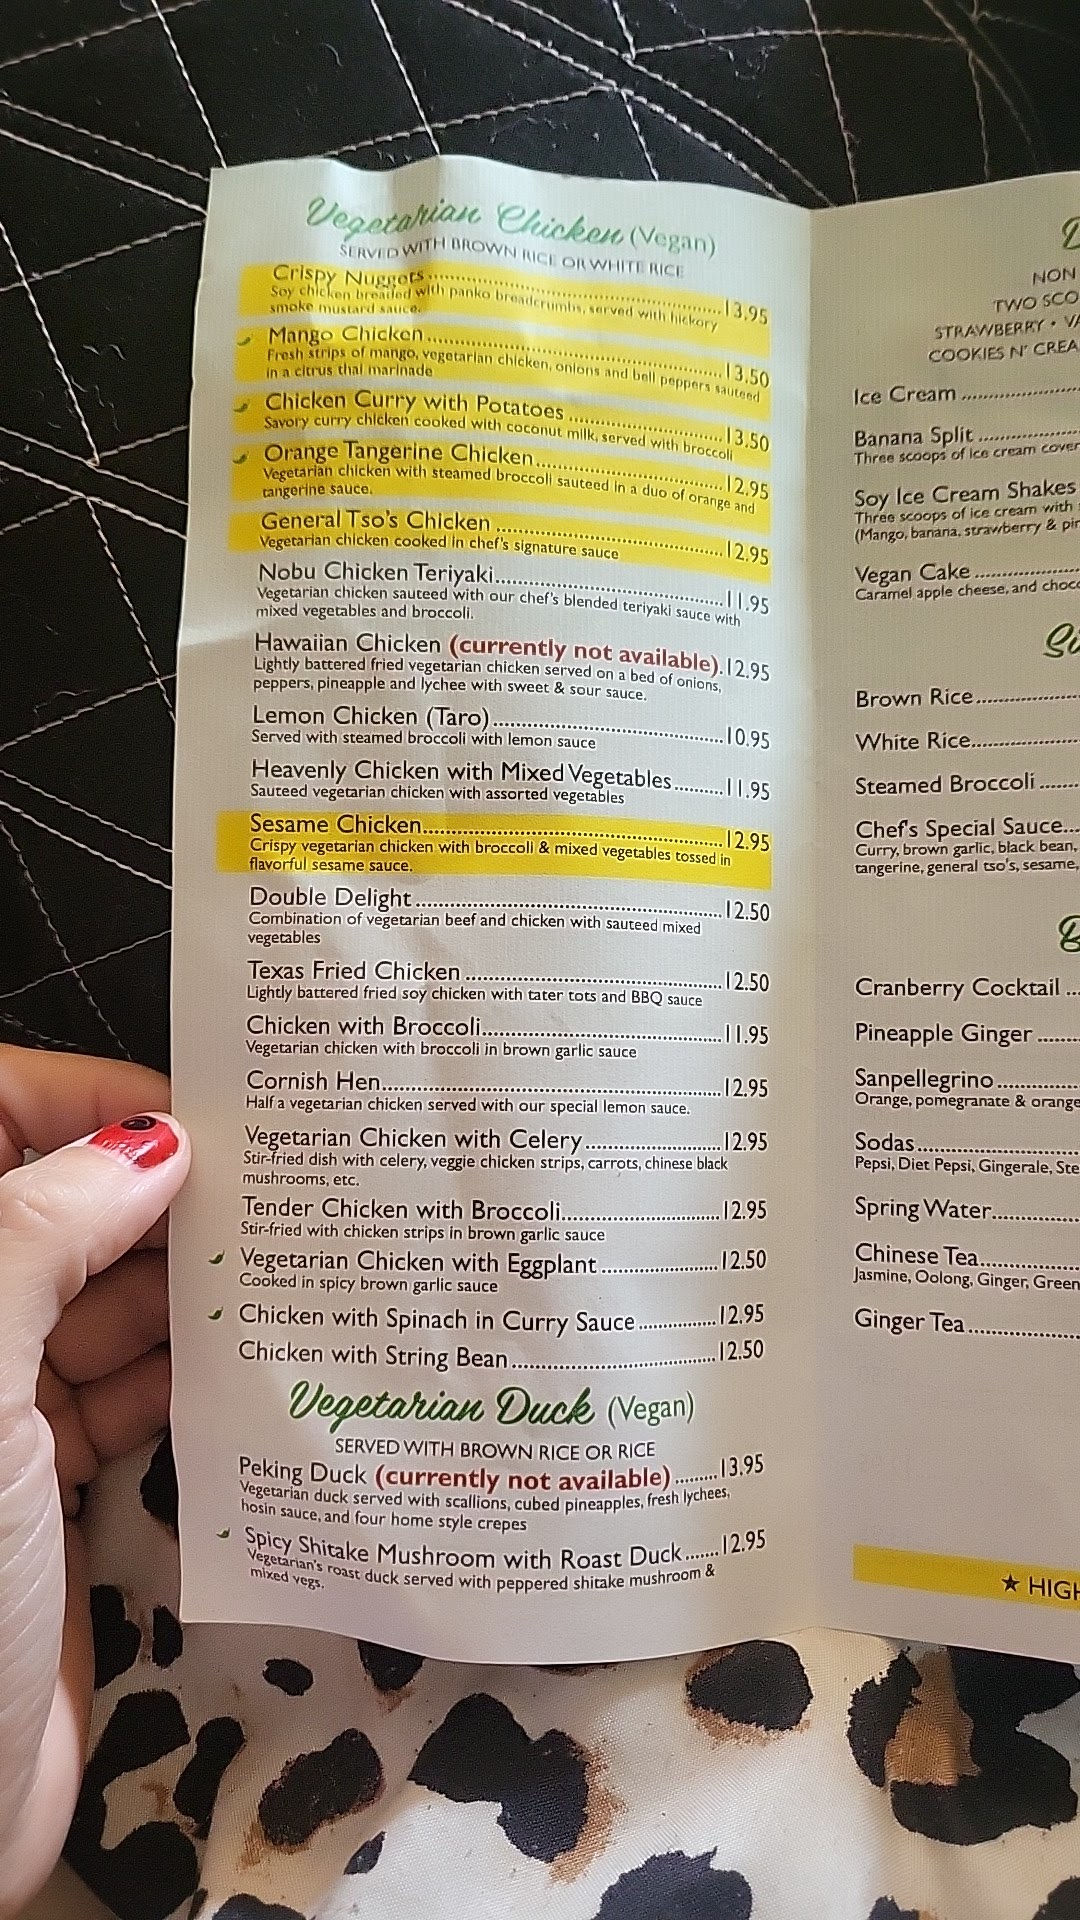 Vegetarian Chicken (Vegan)
SERVED WITH BROWN RICE OR WHITE RICE
Crispy Nuggets 13.95
Soy chicken breaded with panko breadcrumbs, served with hickory
smoke mustard sauce.
Mango Chicken 13.50
Fresh strips of mango, vegetarian chicken, onions and bell peppers sauteed
in a citrus thai marinade
Chicken Curry with Potatoes 13.50
Savory curry chicken cooked with coconut milk, served with broccoli
Orange Tangerine Chicken 12.95
Vegetarian chicken with steamed broccoli sauteed in a duo of orange and
tangerine sauce.
General Tso's Chicken 12.95
Vegetarian chicken cooked in chef's signature sauce
Nobu Chicken Teriyaki 11.95
Vegetarian chicken sauteed with our chef's blended teriyaki sauce with
mixed vegetables and broccoli.
Hawaiian Chicken (currently not available). 12.95
Lightly battered fried vegetarian chicken served on a bed of onions,
peppers, pineapple and lychee with sweet & sour sauce.
Lemon Chicken (Taro) 10.95
Served with steamed broccoli with lemon sauce
Heavenly Chicken with Mixed Vegetables 11.95
Sauteed vegetarian chicken with assorted vegetables
Sesame Chicken 12.95
Crispy vegetarian chicken with broccoli & mixed vegetables tossed in
flavorful sesame sauce.
Double Delight 12.50
Combination of vegetarian beef and chicken with sauteed mixed
vegetables
Texas Fried Chicken 12.50
Lightly battered fried soy chicken with tater tots and BBQ sauce
Chicken with Broccoli 11.95
Vegetarian chicken with broccoli in brown garlic sauce
Cornish Hen 12.95
Half a vegetarian chicken served with our special lemon sauce.
Vegetarian Chicken with Celery 12.95
Stir-fried dish with celery, veggie chicken strips, carrots, chinese black
mushrooms, etc.
Tender Chicken with Broccoli 12.95
Stir-fried with chicken strips in brown garlic sauce
Vegetarian Chicken with Eggplant 12.50
Cooked in spicy brown garlic sauce
Chicken with Spinach in Curry Sauce 12.95
Chicken with String Bean 12.50
Vegetarian Duck (Vegan)
SERVED WITH BROWN RICE OR RICE
Peking Duck (currently not available) 13.95
Vegetarian duck served with scallions, cubed pineapples, fresh lychees,
hosin sauce, and four home style crepes
Spicy Shitake Mushroom with Roast Duck 12.95
Vegetarian's roast duck served with peppered shitake mushroom &
mixed vegs.
NON
TWO SCO
STRAWBERRY • VA
COOKIES N' CREA
Ice Cream
Banana Split
Three scoops of ice cream cover
Soy Ice Cream Shakes
Three scoops of ice cream with
(Mango, banana, strawberry & pin
Vegan Cake
Caramel apple cheese, and choco
Brown Rice
White Rice
Steamed Broccoli
Chef's Special Sauce
Curry, brown garlic, black bean,
tangerine, general tso's, sesame,
Cranberry Cocktail
Pineapple Ginger
Sanpellegrino
Orange, pomegranate & orange
Sodas
Pepsi, Diet Pepsi, Gingerale, Ste
Spring Water
Chinese Tea
Jasmine, Oolong, Ginger, Green
Ginger Tea
★ HIGH